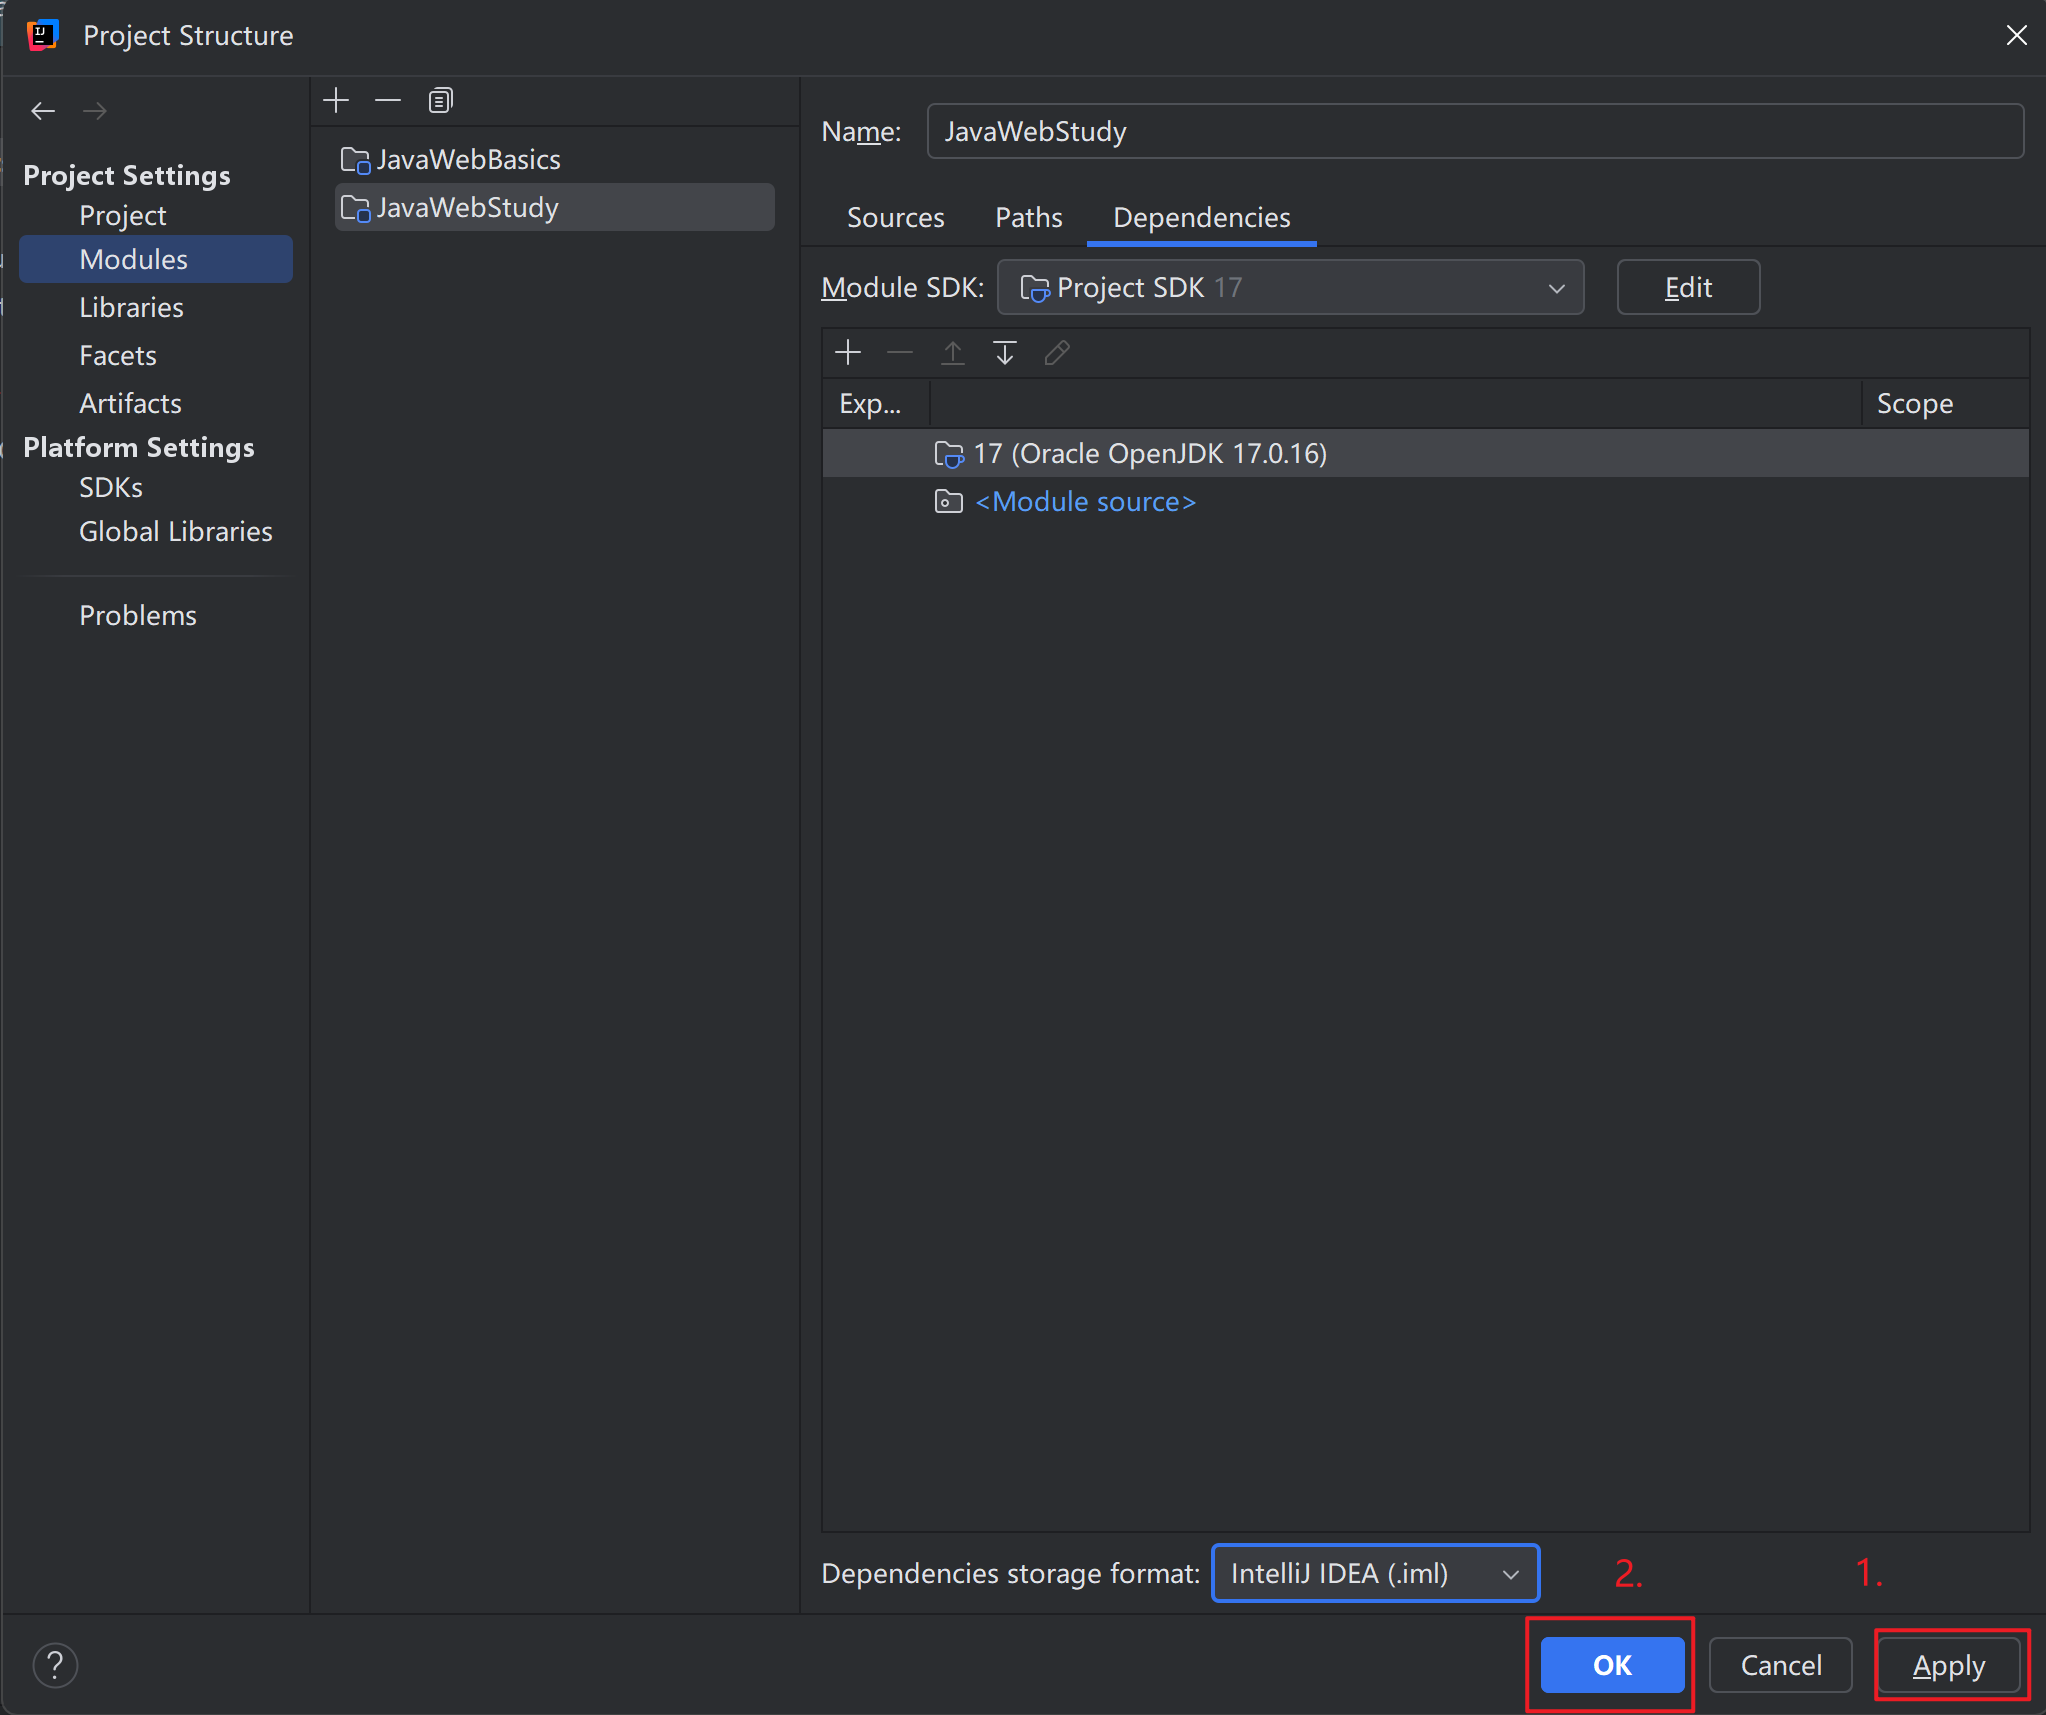 Project Structure
Project Settings
Project
Modules
Libraries
Facets
Artifacts
Platform Settings
SDKs
Global Libraries
Problems
JavaWebBasics
JavaWebStudy
Name: JavaWebStudy
Sources Paths Dependencies
Module SDK: Project SDK 17 Edit
Exp... Scope
17 (Oracle OpenJDK 17.0.16)
<Module source>
Dependencies storage format: IntelliJ IDEA (.iml) 2. 1.
? OK Cancel Apply